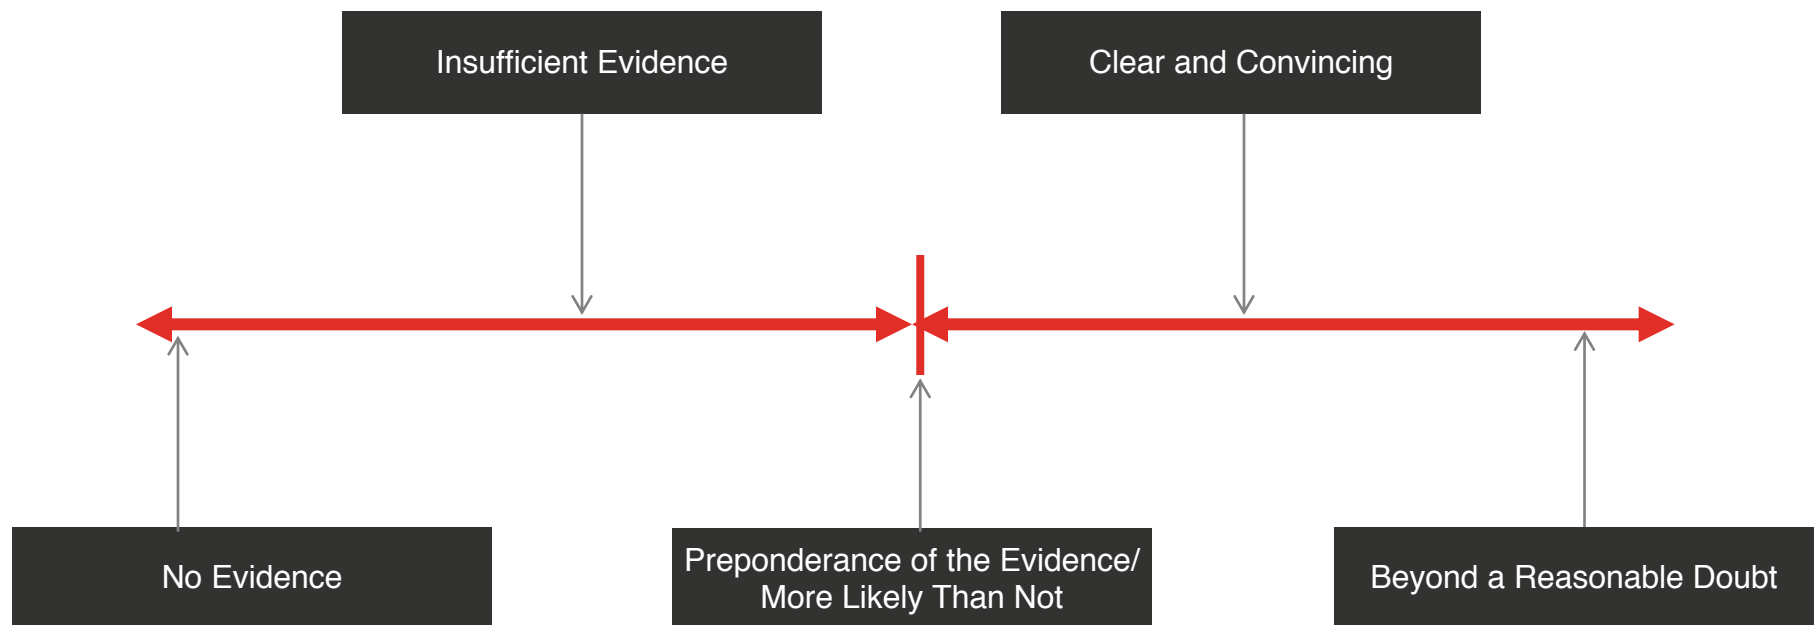 Insufficient Evidence
Clear and Convincing
No Evidence
Preponderance of the Evidence/
More Likely Than Not
Beyond a Reasonable Doubt